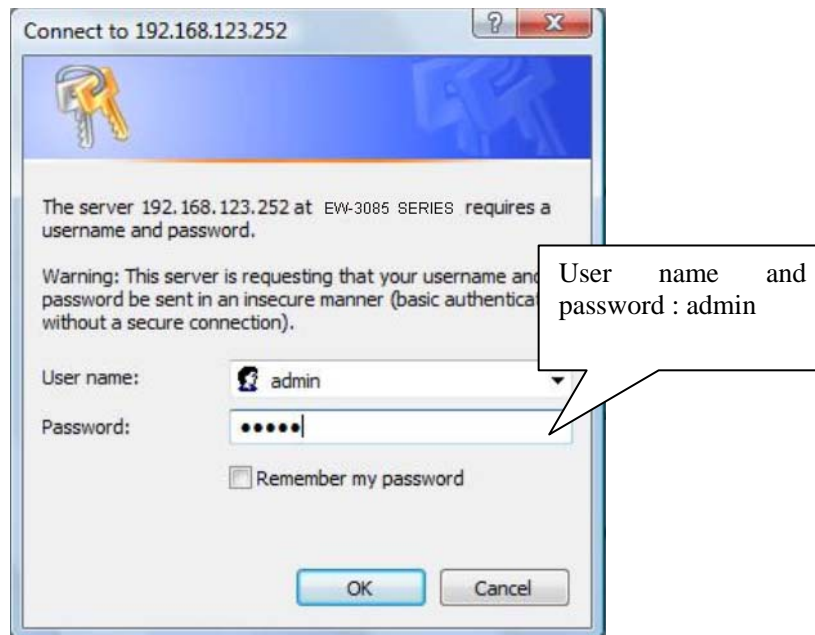 Connect to 192.168.123.252
The server 192.168.123.252 at EW-3085 SERIES requires a
username and password.
Warning: This server is requesting that your username and
password be sent in an insecure manner (basic
without a secure connection).
User name and
password : admin
User name:
admin
Password:
Remember my password
OK
Cancel